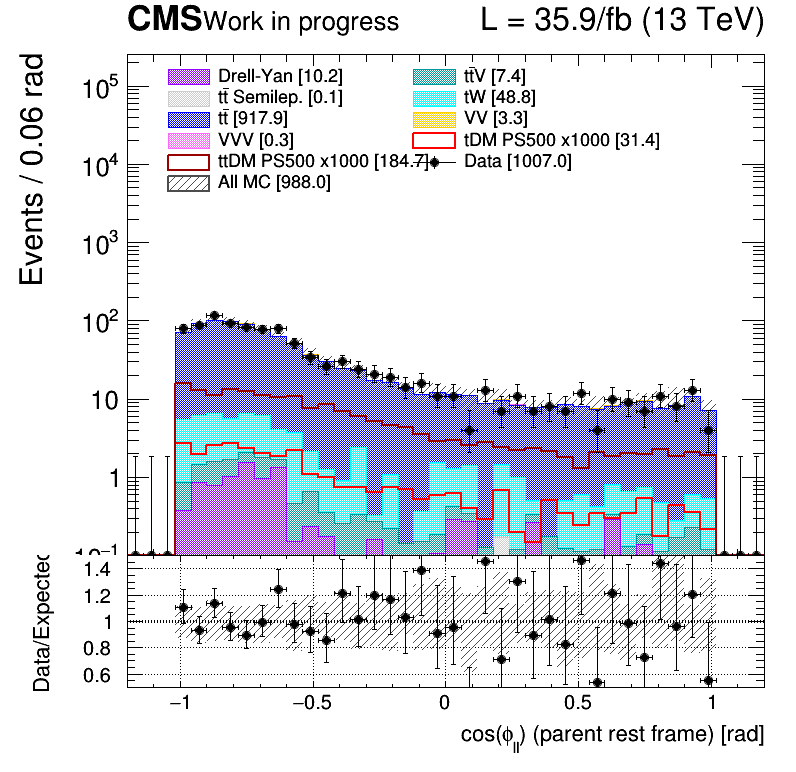 CMS Work in progress L = 35.9/fb (13 TeV)
Events / 0.06 rad
Drell-Yan [10.2]
tt̄V [7.4]
tt̄ Semilep. [0.1]
tW [48.8]
tt̄ [917.9]
VV [3.3]
VVV [0.3]
tDM PS500 x1000 [31.4]
ttDM PS500 x1000 [184.7]
Data [1007.0]
All MC [988.0]
10⁵
10⁴
10³
10²
10
1
10⁻¹
Data/Expected
1.4
1.2
1
0.8
0.6
−1 −0.5 0 0.5 1
cos(ϕ_ll) (parent rest frame) [rad]